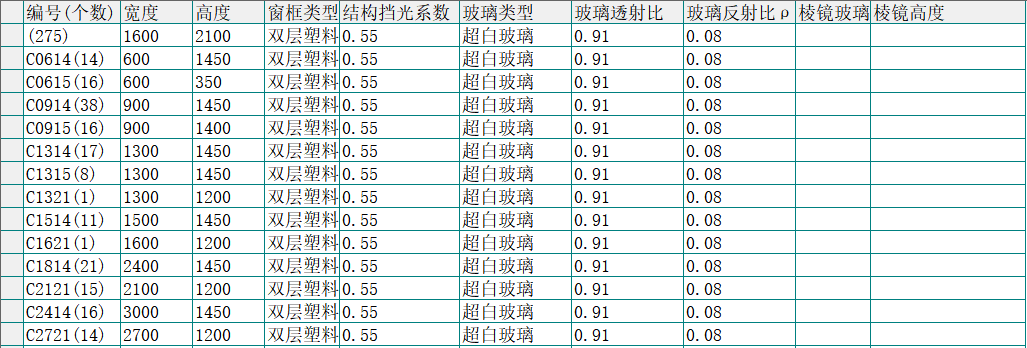 编号(个数) 宽度 高度 窗框类型 结构挡光系数 玻璃类型 玻璃透射比 玻璃反射比ρ 棱镜玻璃 棱镜高度
(275) 1600 2100 双层塑料 0.55 超白玻璃 0.91 0.08
C0614(14) 600 1450 双层塑料 0.55 超白玻璃 0.91 0.08
C0615(16) 600 350 双层塑料 0.55 超白玻璃 0.91 0.08
C0914(38) 900 1450 双层塑料 0.55 超白玻璃 0.91 0.08
C0915(16) 900 1400 双层塑料 0.55 超白玻璃 0.91 0.08
C1314(17) 1300 1450 双层塑料 0.55 超白玻璃 0.91 0.08
C1315(8) 1300 1450 双层塑料 0.55 超白玻璃 0.91 0.08
C1321(1) 1300 1200 双层塑料 0.55 超白玻璃 0.91 0.08
C1514(11) 1500 1450 双层塑料 0.55 超白玻璃 0.91 0.08
C1621(1) 1600 1200 双层塑料 0.55 超白玻璃 0.91 0.08
C1814(21) 2400 1450 双层塑料 0.55 超白玻璃 0.91 0.08
C2121(15) 2100 1200 双层塑料 0.55 超白玻璃 0.91 0.08
C2414(16) 3000 1450 双层塑料 0.55 超白玻璃 0.91 0.08
C2721(14) 2700 1200 双层塑料 0.55 超白玻璃 0.91 0.08